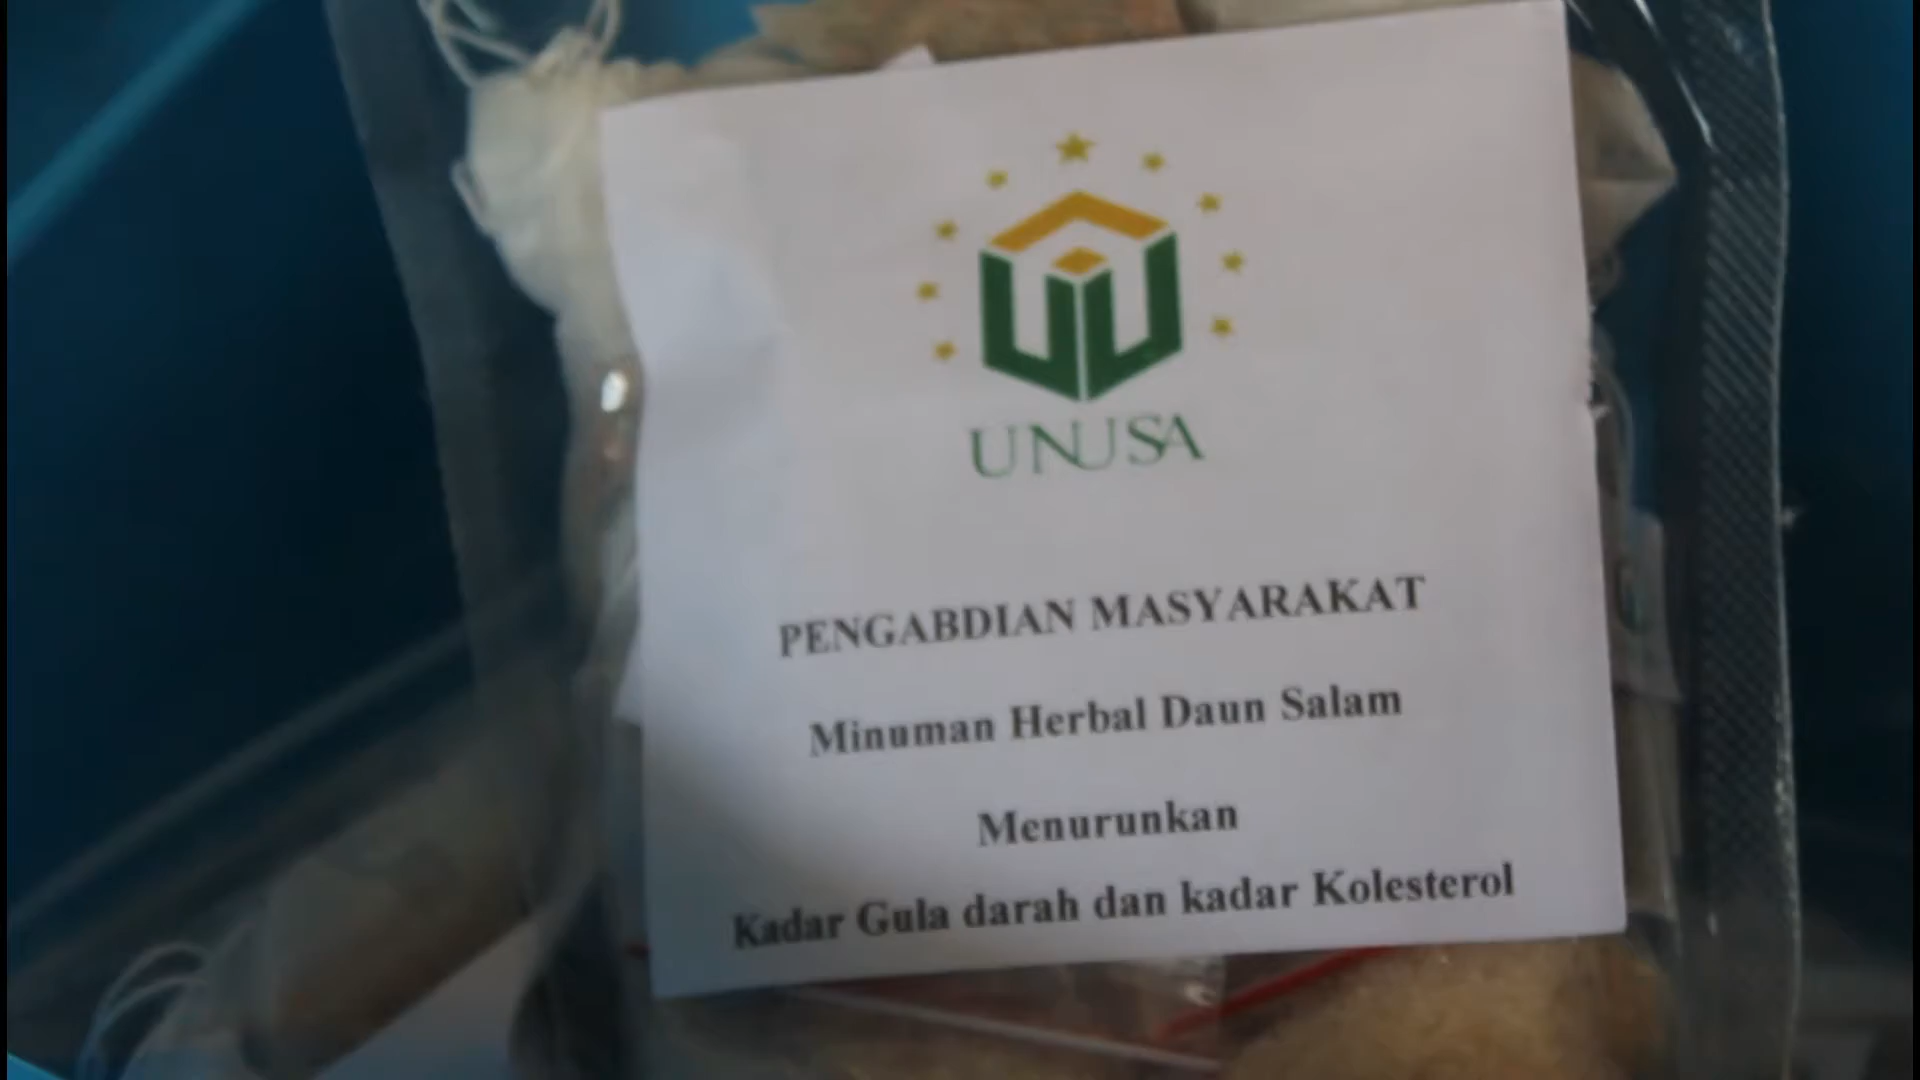 UNUSA
PENGABDIAN MASYARAKAT
Minuman Herbal Daun Salam
Menurunkan
Kadar Gula darah dan kadar Kolesterol